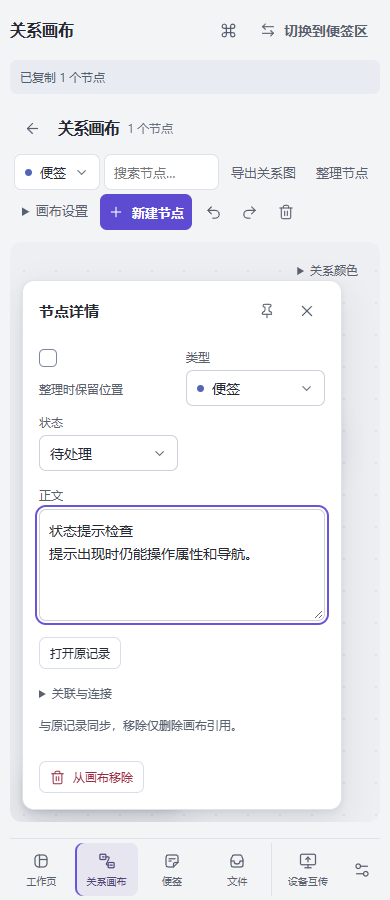 关系画布
切换到便签区
已复制 1 个节点
关系画布 1 个节点
便签
搜索节点...
导出关系图
整理节点
画布设置
新建节点
关系颜色
节点详情
类型
整理时保留位置
便签
状态
待处理
正文
状态提示检查
提示出现时仍能操作属性和导航。
打开原记录
关联与连接
与原记录同步，移除仅删除画布引用。
从画布移除
工作页
关系画布
便签
文件
设备互传